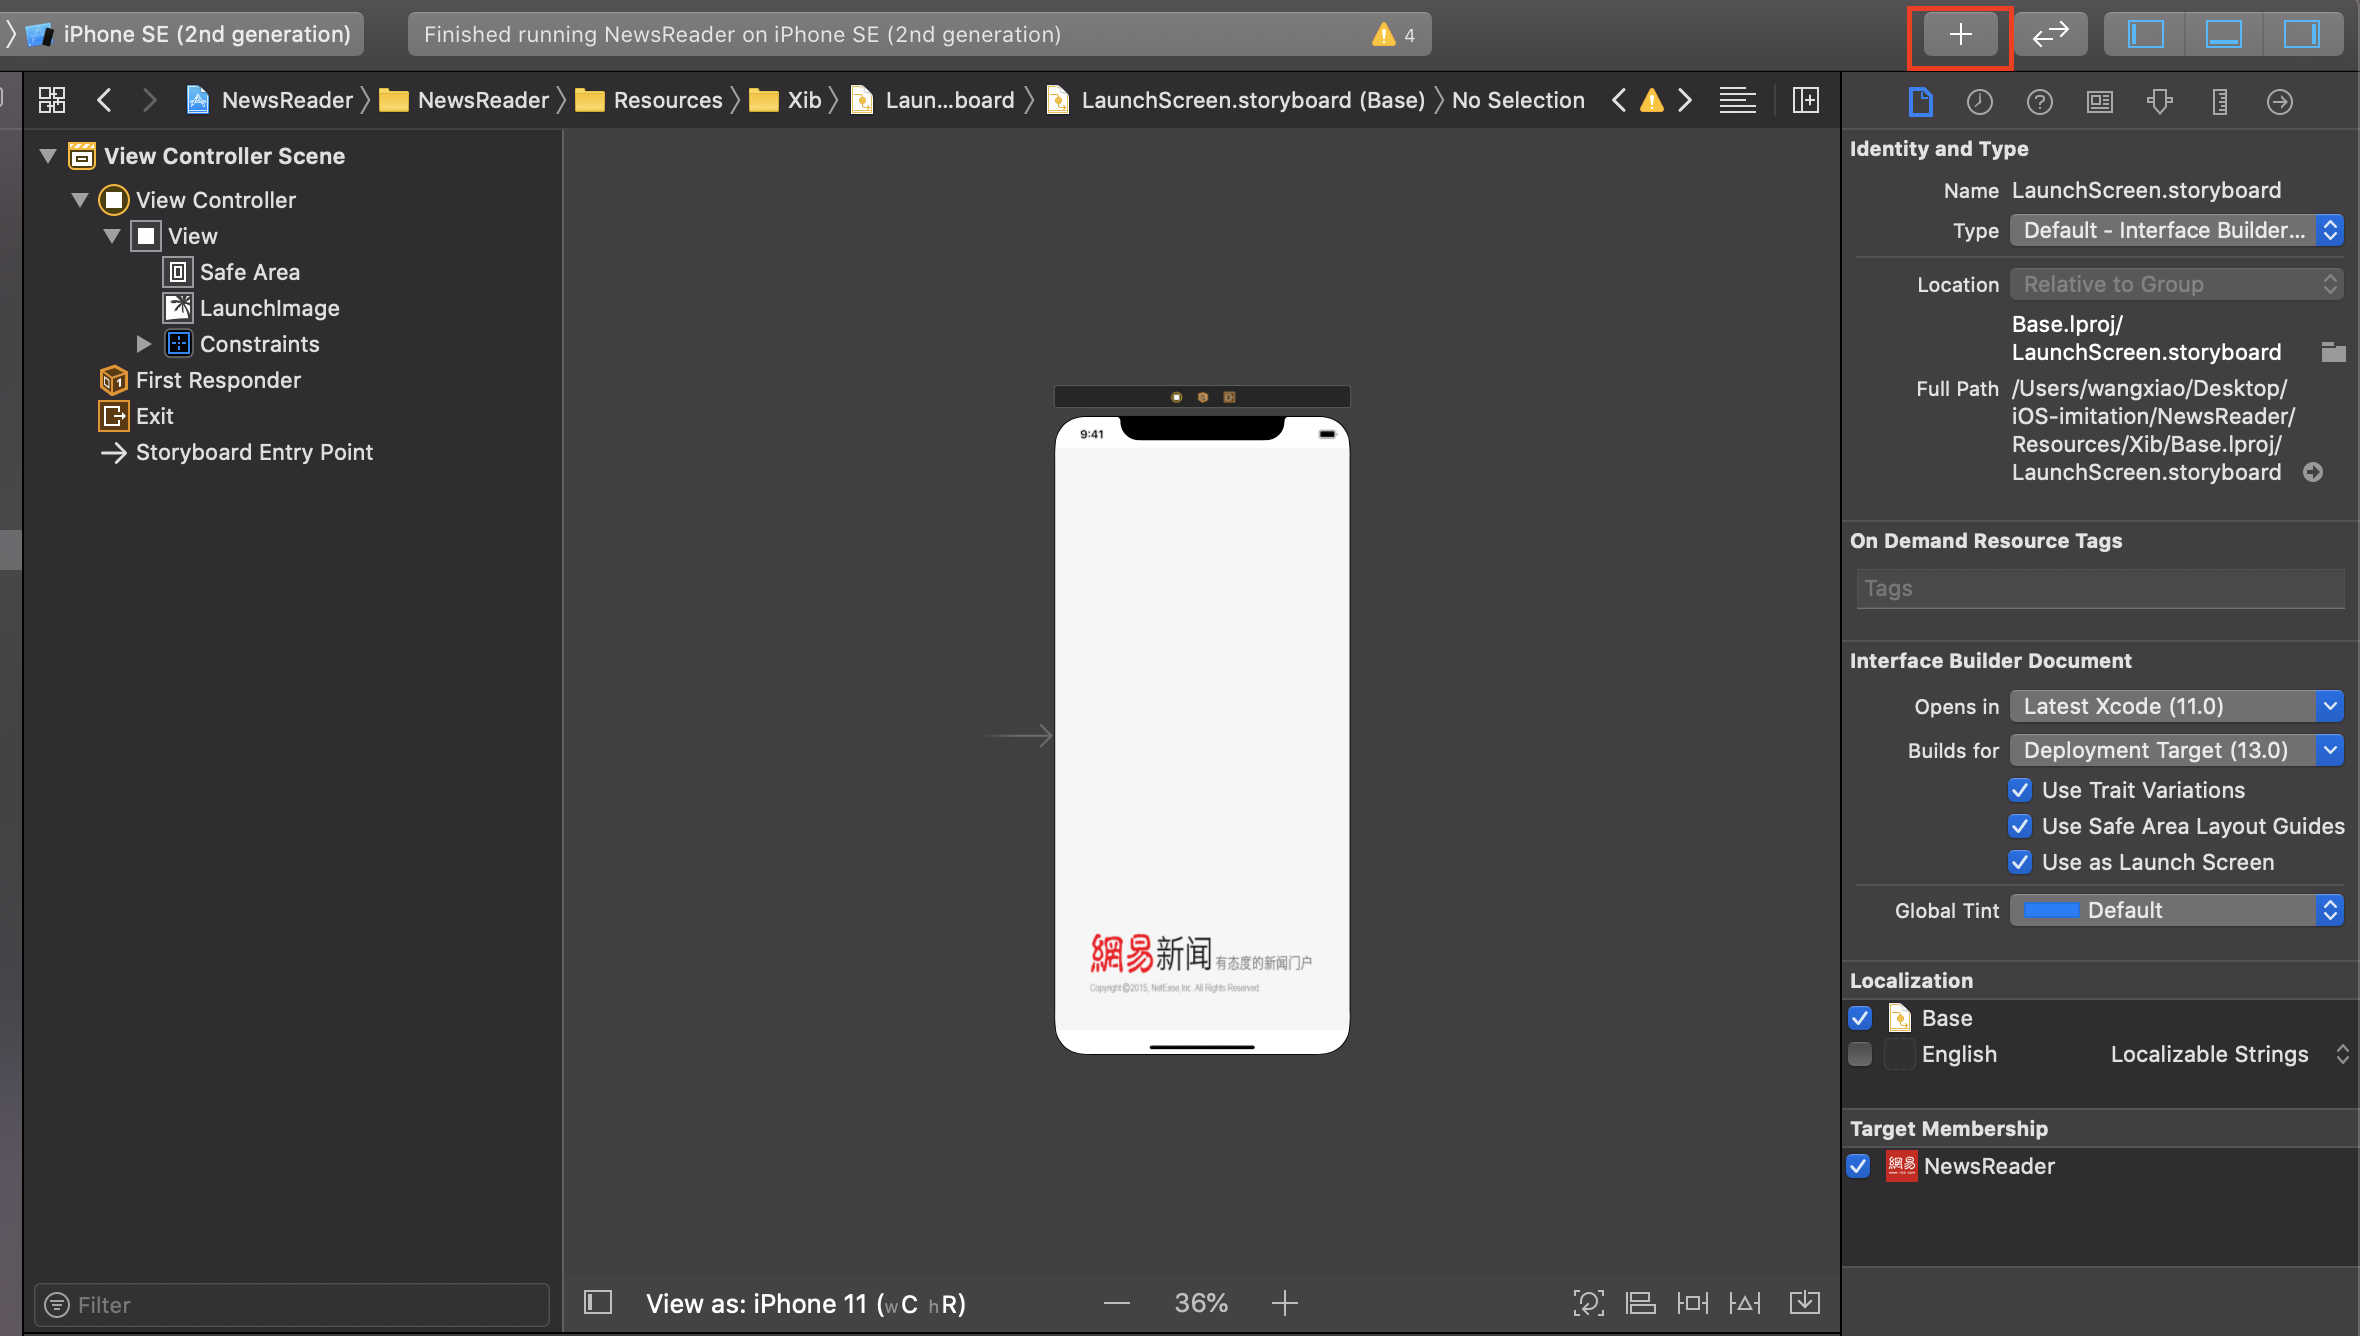 iPhone SE (2nd generation)
Finished running NewsReader on iPhone SE (2nd generation)
4
NewsReader
NewsReader
Resources
Xib
Laun...board
LaunchScreen.storyboard (Base)
No Selection
View Controller Scene
View Controller
View
Safe Area
LaunchImage
Constraints
First Responder
Exit
Storyboard Entry Point
Filter
9:41
網易新闻 有态度的新闻门户
Copyright ©2015, NetEase,Inc. All Rights Reserved.
View as: iPhone 11 (wC hR)
36%
Identity and Type
Name LaunchScreen.storyboard
Type Default - Interface Builder...
Location Relative to Group
Base.lproj/
LaunchScreen.storyboard
Full Path /Users/wangxiao/Desktop/
iOS-imitation/NewsReader/
Resources/Xib/Base.lproj/
LaunchScreen.storyboard
On Demand Resource Tags
Tags
Interface Builder Document
Opens in Latest Xcode (11.0)
Builds for Deployment Target (13.0)
Use Trait Variations
Use Safe Area Layout Guides
Use as Launch Screen
Global Tint Default
Localization
Base
English Localizable Strings
Target Membership
網易 NewsReader